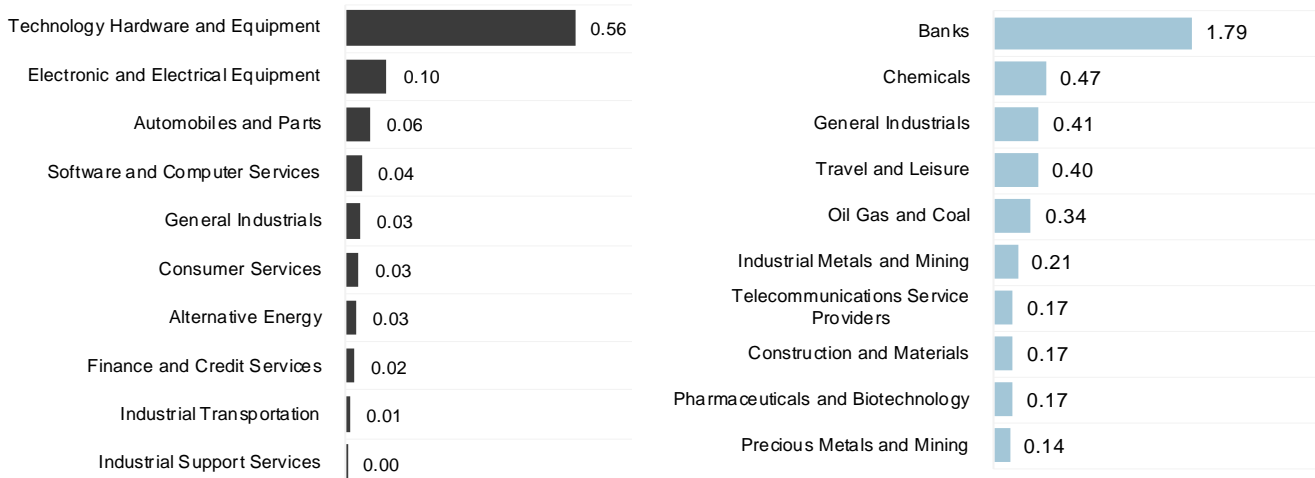 Technology Hardware and Equipment 0.56
Electronic and Electrical Equipment 0.10
Automobiles and Parts 0.06
Software and Computer Services 0.04
General Industrials 0.03
Consumer Services 0.03
Alternative Energy 0.03
Finance and Credit Services 0.02
Industrial Transportation 0.01
Industrial Support Services 0.00
Banks 1.79
Chemicals 0.47
General Industrials 0.41
Travel and Leisure 0.40
Oil Gas and Coal 0.34
Industrial Metals and Mining 0.21
Telecommunications Service
Providers 0.17
Construction and Materials 0.17
Pharmaceuticals and Biotechnology 0.17
Precious Metals and Mining 0.14